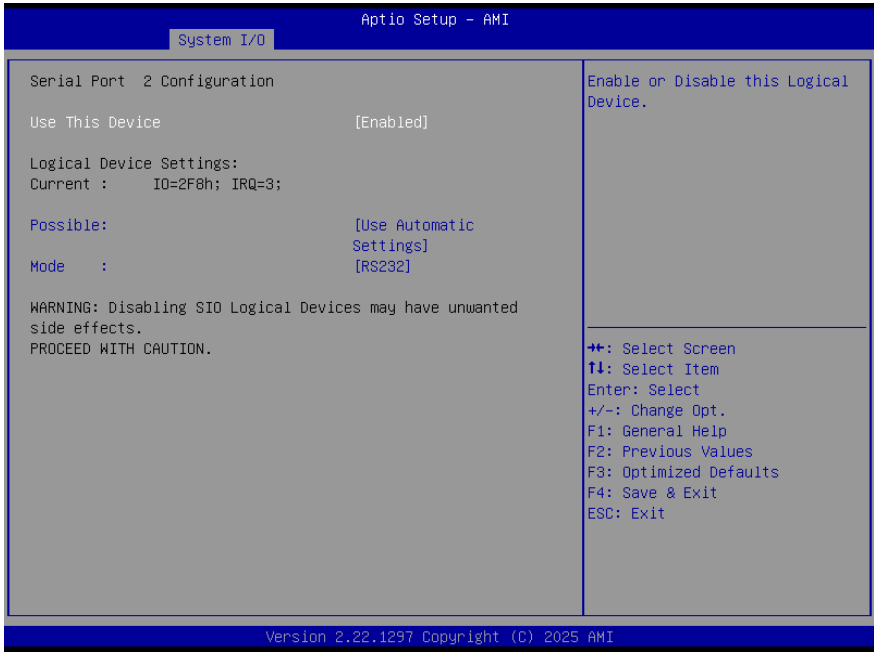 Aptio Setup – AMI
System I/O
Serial Port  2 Configuration
Use This Device [Enabled]
Logical Device Settings:
Current :     IO=2F8h; IRQ=3;
Possible: [Use Automatic
Settings]
Mode    : [RS232]
WARNING: Disabling SIO Logical Devices may have unwanted
side effects.
PROCEED WITH CAUTION.
Enable or Disable this Logical
Device.
→←: Select Screen
↑↓: Select Item
Enter: Select
+/-: Change Opt.
F1: General Help
F2: Previous Values
F3: Optimized Defaults
F4: Save & Exit
ESC: Exit
Version 2.22.1297 Copyright (C) 2025 AMI